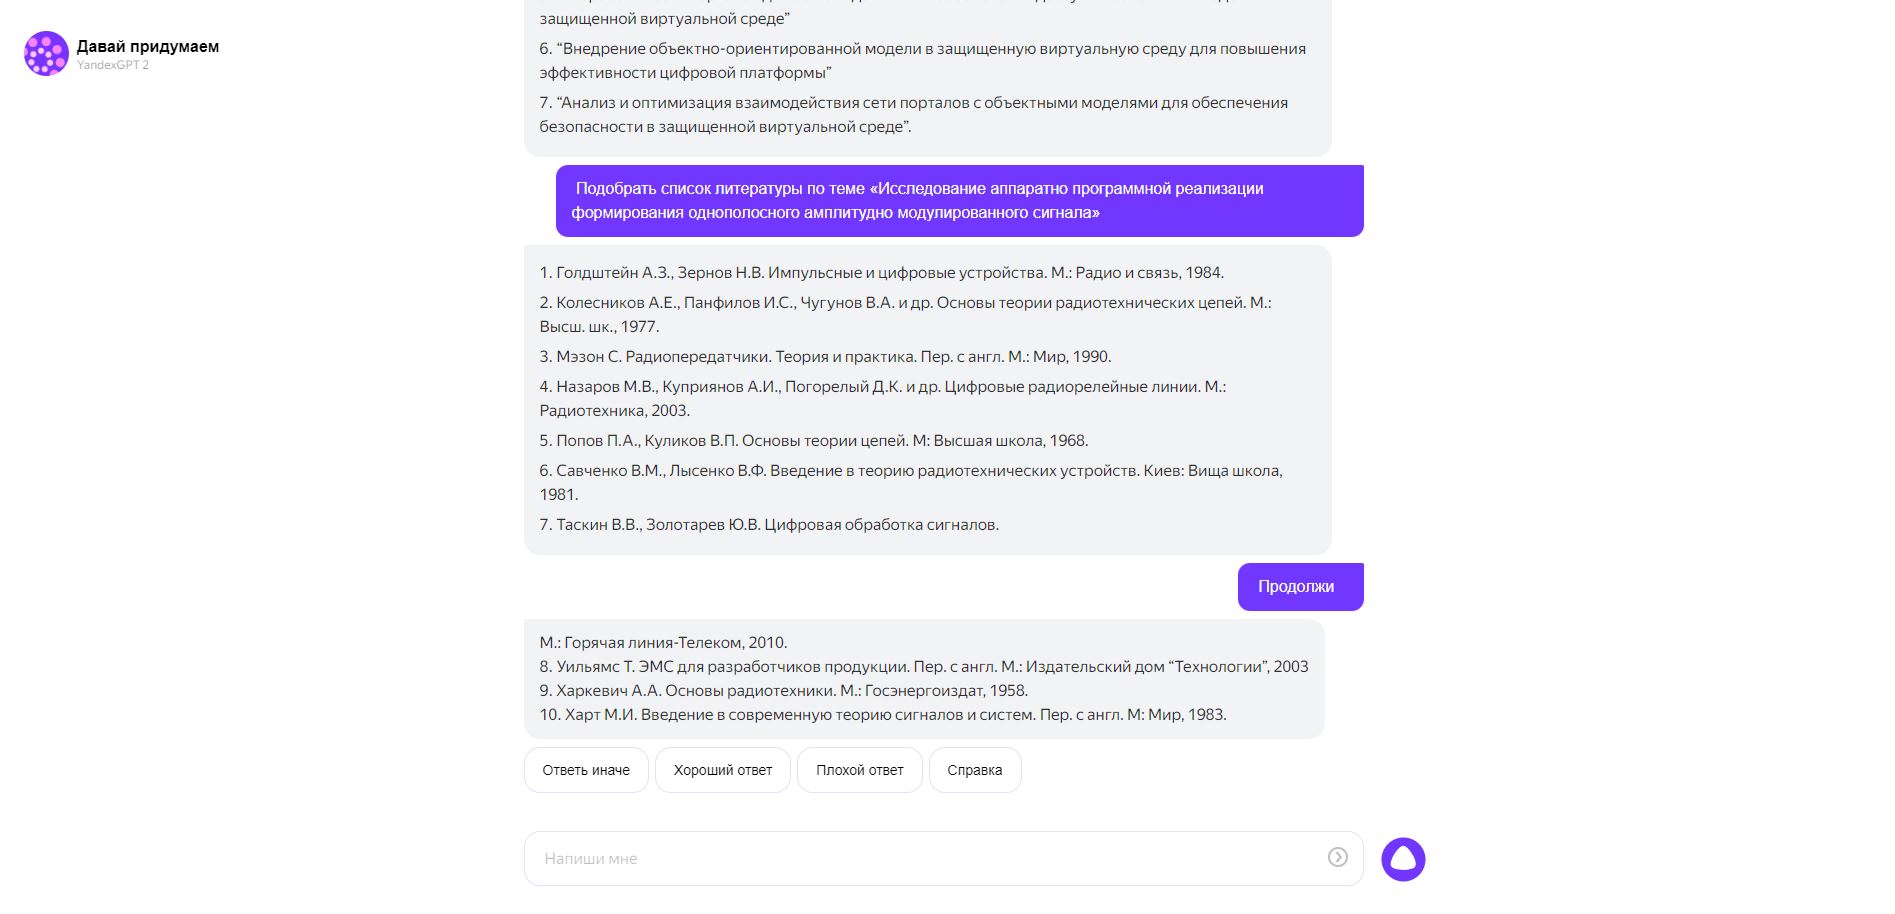 Давай придумаем
YandexGPT 2
защищенной виртуальной среде”
6. “Внедрение объектно-ориентированной модели в защищенную виртуальную среду для повышения
эффективности цифровой платформы”
7. “Анализ и оптимизация взаимодействия сети порталов с объектными моделями для обеспечения
безопасности в защищенной виртуальной среде”.
Подобрать список литературы по теме «Исследование аппаратно программной реализации
формирования однополосного амплитудно модулированного сигнала»
1. Голдштейн А.З., Зернов Н.В. Импульсные и цифровые устройства. М.: Радио и связь, 1984.
2. Колесников А.Е., Панфилов И.С., Чугунов В.А. и др. Основы теории радиотехнических цепей. М.:
Высш. шк., 1977.
3. Мэзон С. Радиопередатчики. Теория и практика. Пер. с англ. М.: Мир, 1990.
4. Назаров М.В., Куприянов А.И., Погорелый Д.К. и др. Цифровые радиорелейные линии. М.:
Радиотехника, 2003.
5. Попов П.А., Куликов В.П. Основы теории цепей. М: Высшая школа, 1968.
6. Савченко В.М., Лысенко В.Ф. Введение в теорию радиотехнических устройств. Киев: Вища школа,
1981.
7. Таскин В.В., Золотарев Ю.В. Цифровая обработка сигналов.
Продолжи
М.: Горячая линия-Телеком, 2010.
8. Уильямс Т. ЭМС для разработчиков продукции. Пер. с англ. М.: Издательский дом “Технологии”, 2003
9. Харкевич А.А. Основы радиотехники. М.: Госэнергоиздат, 1958.
10. Харт М.И. Введение в современную теорию сигналов и систем. Пер. с англ. М: Мир, 1983.
Ответь иначе
Хороший ответ
Плохой ответ
Справка
Напиши мне